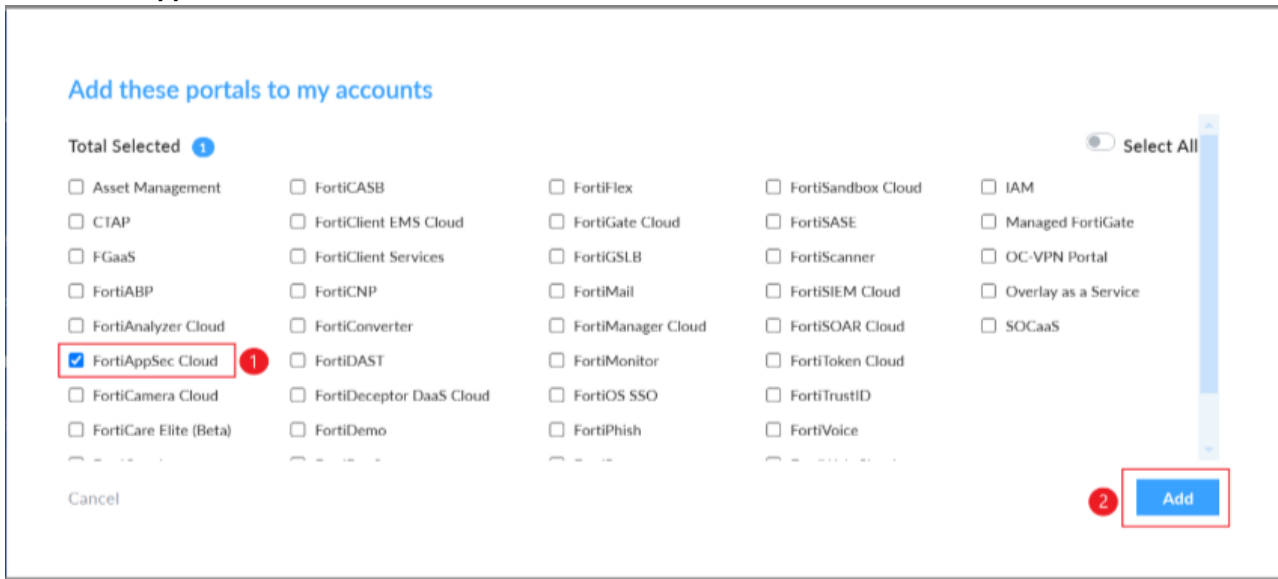 Add these portals to my accounts
Total Selected 1
Select All
Asset Management FortiCASB FortiFlex FortiSandbox Cloud IAM
CTAP FortiClient EMS Cloud FortiGate Cloud FortiSASE Managed FortiGate
FGaaS FortiClient Services FortiGSLB FortiScanner OC-VPN Portal
FortiABP FortiCNP FortiMail FortiSIEM Cloud Overlay as a Service
FortiAnalyzer Cloud FortiConverter FortiManager Cloud FortiSOAR Cloud SOCaaS
FortiAppSec Cloud 1 FortiDAST FortiMonitor FortiToken Cloud
FortiCamera Cloud FortiDeceptor DaaS Cloud FortiOS SSO FortiTrustID
FortiCare Elite (Beta) FortiDemo FortiPhish FortiVoice
Cancel
2 Add